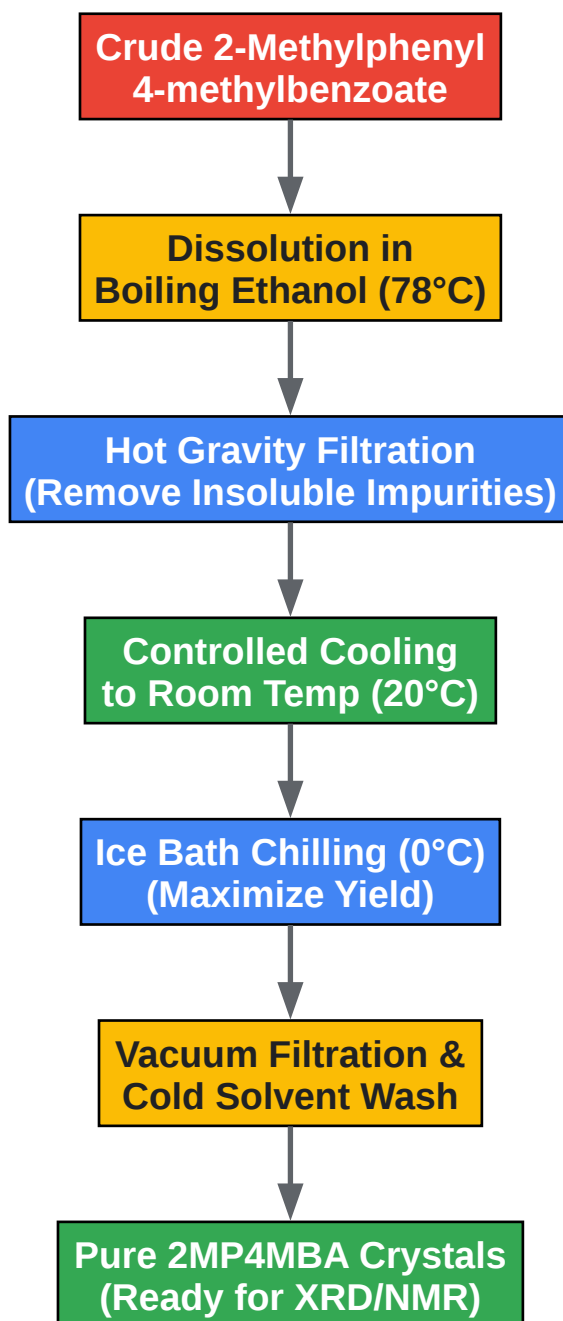 Crude 2-Methylphenyl
4-methylbenzoate
Dissolution in
Boiling Ethanol (78°C)
Hot Gravity Filtration
(Remove Insoluble Impurities)
Controlled Cooling
to Room Temp (20°C)
Ice Bath Chilling (0°C)
(Maximize Yield)
Vacuum Filtration &
Cold Solvent Wash
Pure 2MP4MBA Crystals
(Ready for XRD/NMR)